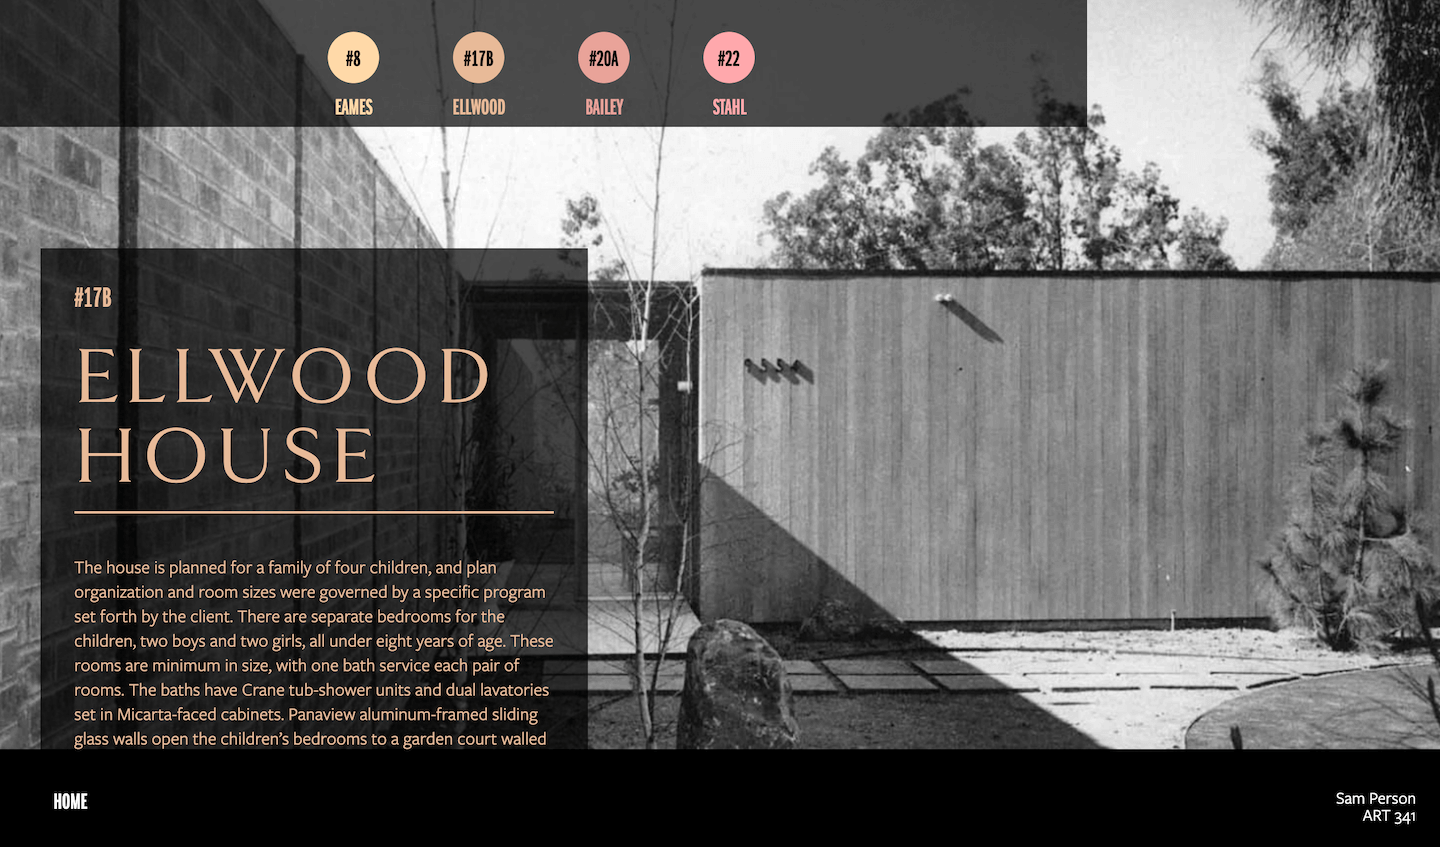 #8
#17B
#20A
#22
EAMES
ELLWOOD
BAILEY
STAHL
#17B
ELLWOOD
HOUSE
The house is planned for a family of four children, and plan
organization and room sizes were governed by a specific program
set forth by the client. There are separate bedrooms for the
children, two boys and two girls, all under eight years of age. These
rooms are minimum in size, with one bath service each pair of
rooms. The baths have Crane tub-shower units and dual lavatories
set in Micarta-faced cabinets. Panaview aluminum-framed sliding
glass walls open the children’s bedrooms to a garden court walled
HOME
Sam Person
ART 341